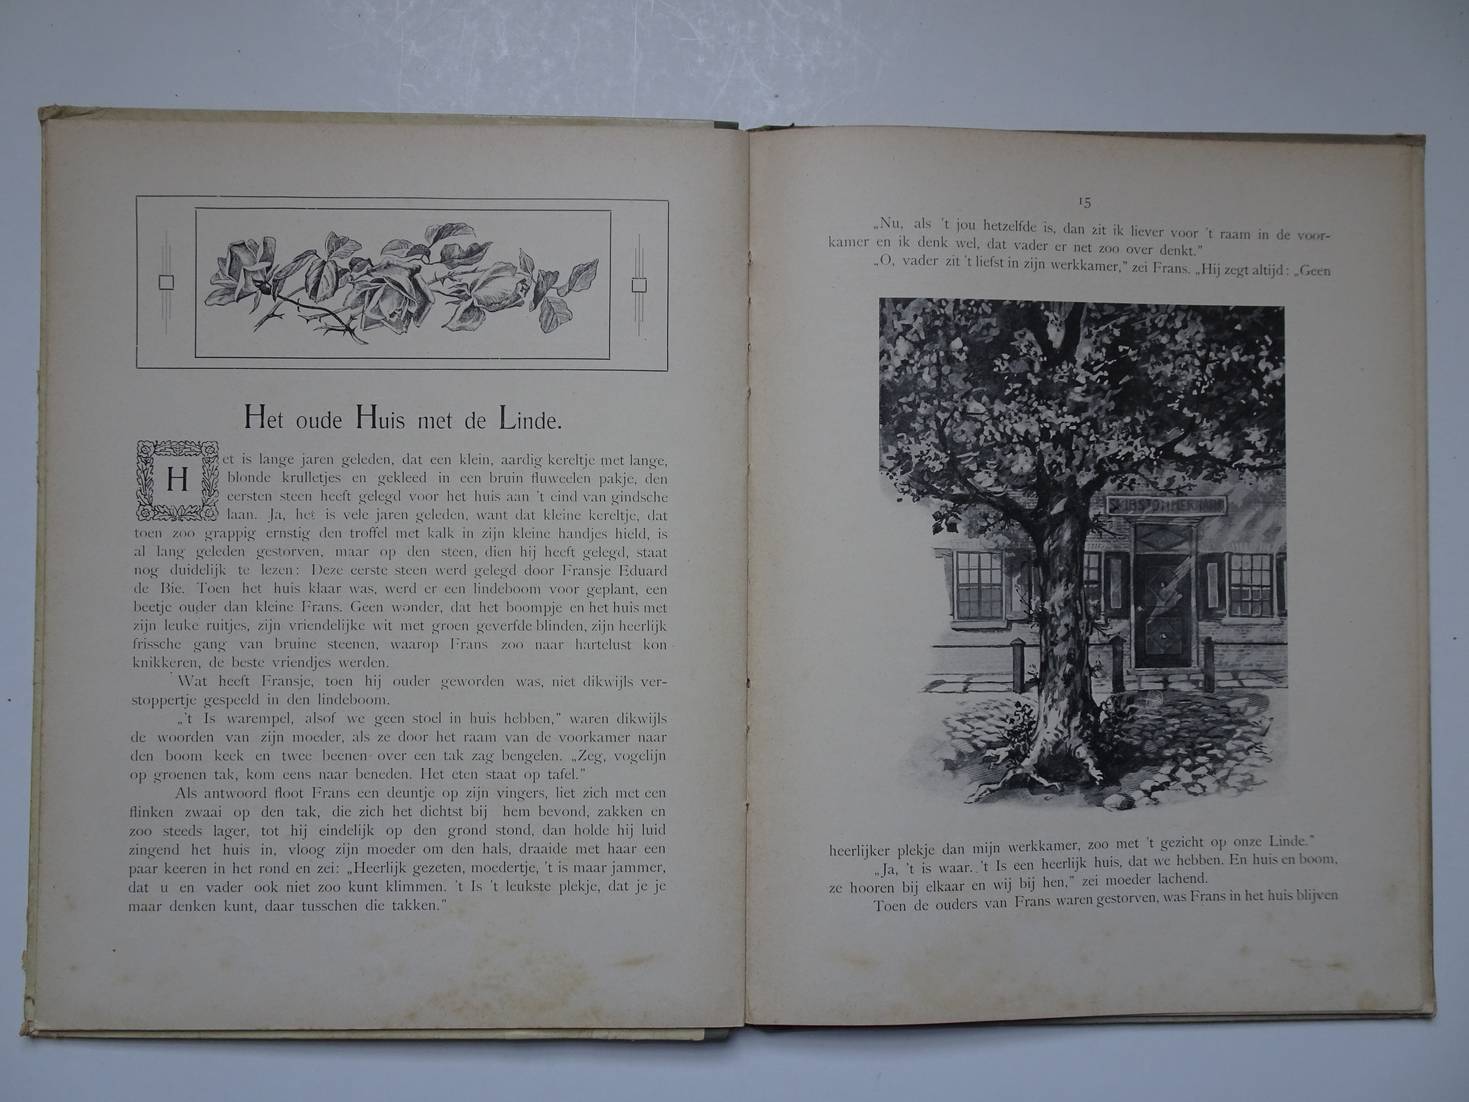 Het oude Huis met de Linde.
Het is lange jaren geleden, dat een klein, aardig kereltje met lange,
blonde krulletjes en gekleed in een bruin fluweelen pakje, den
eersten steen heeft gelegd voor het huis aan 't eind van gindsche
laan. Ja, het is vele jaren geleden, want dat kleine kereltje, dat
toen zoo grappig ernstig den troffel met kalk in zijn kleine handjes hield, is
al lang geleden gestorven, maar op den steen, dien hij heeft gelegd, staat
nog duidelijk te lezen: Deze eerste steen werd gelegd door Fransje Eduard
de Bie. Toen het huis klaar was, werd er een lindeboom voor geplant, een
beetje ouder dan kleine Frans. Geen wonder, dat het boompje en het huis met
zijn leuke ruitjes, zijn vriendelijke wit met groen geverfde blinden, zijn heerlijk
frissche gang van bruine steenen, waarop Frans zoo naar hartelust kon
knikkeren, de beste vriendjes werden.
Wat heeft Fransje, toen hij ouder geworden was, niet dikwijls ver-
stoppertje gespeeld in den lindeboom.
„'t Is warempel, alsof we geen stoel in huis hebben,” waren dikwijls
de woorden van zijn moeder, als ze door het raam van de voorkamer naar
den boom keek en twee beenen over een tak zag bengelen. „Zeg, vogelijn
op groenen tak, kom eens naar beneden. Het eten staat op tafel.”
Als antwoord floot Frans een deuntje op zijn vingers, liet zich met een
flinken zwaai op den tak, die zich het dichtst bij hem bevond, zakken en
zoo steeds lager, tot hij eindelijk op den grond stond, dan holde hij luid
zingend het huis in, vloog zijn moeder om den hals, draaide met haar een
paar keeren in het rond en zei: „Heerlijk gezeten, moedertje, 't is maar jammer,
dat u en vader ook niet zoo kunt klimmen. 't Is 't leukste plekje, dat je je
maar denken kunt, daar tusschen die takken.”
15
„Nu, als 't jou hetzelfde is, dan zit ik liever voor 't raam in de voor-
kamer en ik denk wel, dat vader er net zoo over denkt.”
„O, vader zit 't liefst in zijn werkkamer,” zei Frans. „Hij zegt altijd: „Geen
heerlijker plekje dan mijn werkkamer, zoo met 't gezicht op onze Linde.”
„Ja, 't is waar. 't Is een heerlijk huis, dat we hebben. En huis en boom,
ze hooren bij elkaar en wij bij hen,” zei moeder lachend.
Toen de ouders van Frans waren gestorven, was Frans in het huis blijven